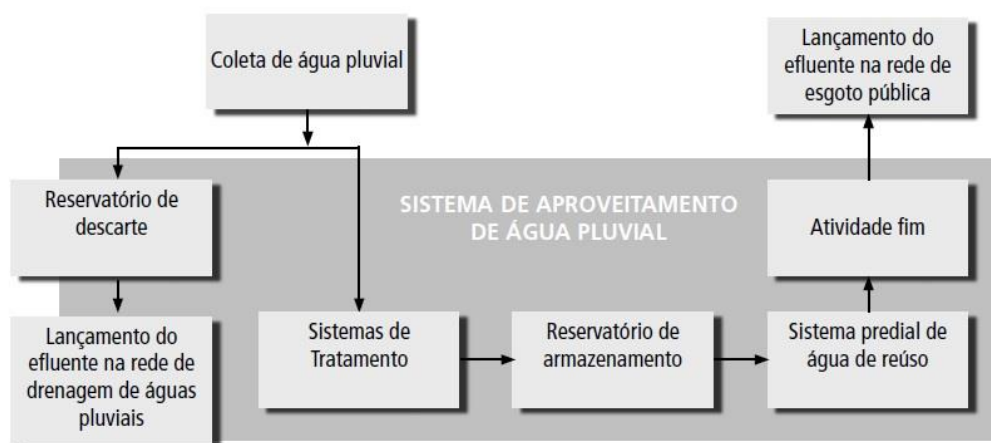 Coleta de água pluvial
Lançamento do
efluente na rede de
esgoto pública
Reservatório de
descarte
SISTEMA DE APROVEITAMENTO
DE ÁGUA PLUVIAL
Atividade fim
Lançamento do
efluente na rede de
drenagem de águas
pluviais
Sistemas de
Tratamento
Reservatório de
armazenamento
Sistema predial de
água de reúso